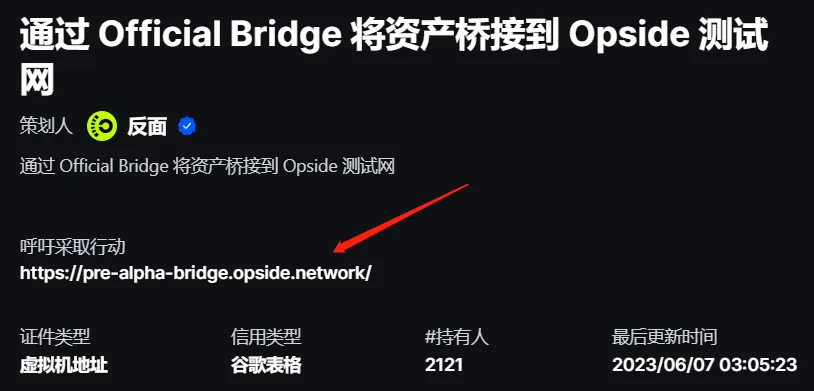 通过 Official Bridge 将资产桥接到 Opside 测试
网
策划人 反面
通过 Official Bridge 将资产桥接到 Opside 测试网
呼吁采取行动
https://pre-alpha-bridge.opside.network/
证件类型 信用类型 #持有人 最后更新时间
虚拟机地址 谷歌表格 2121 2023/06/07 03:05:23